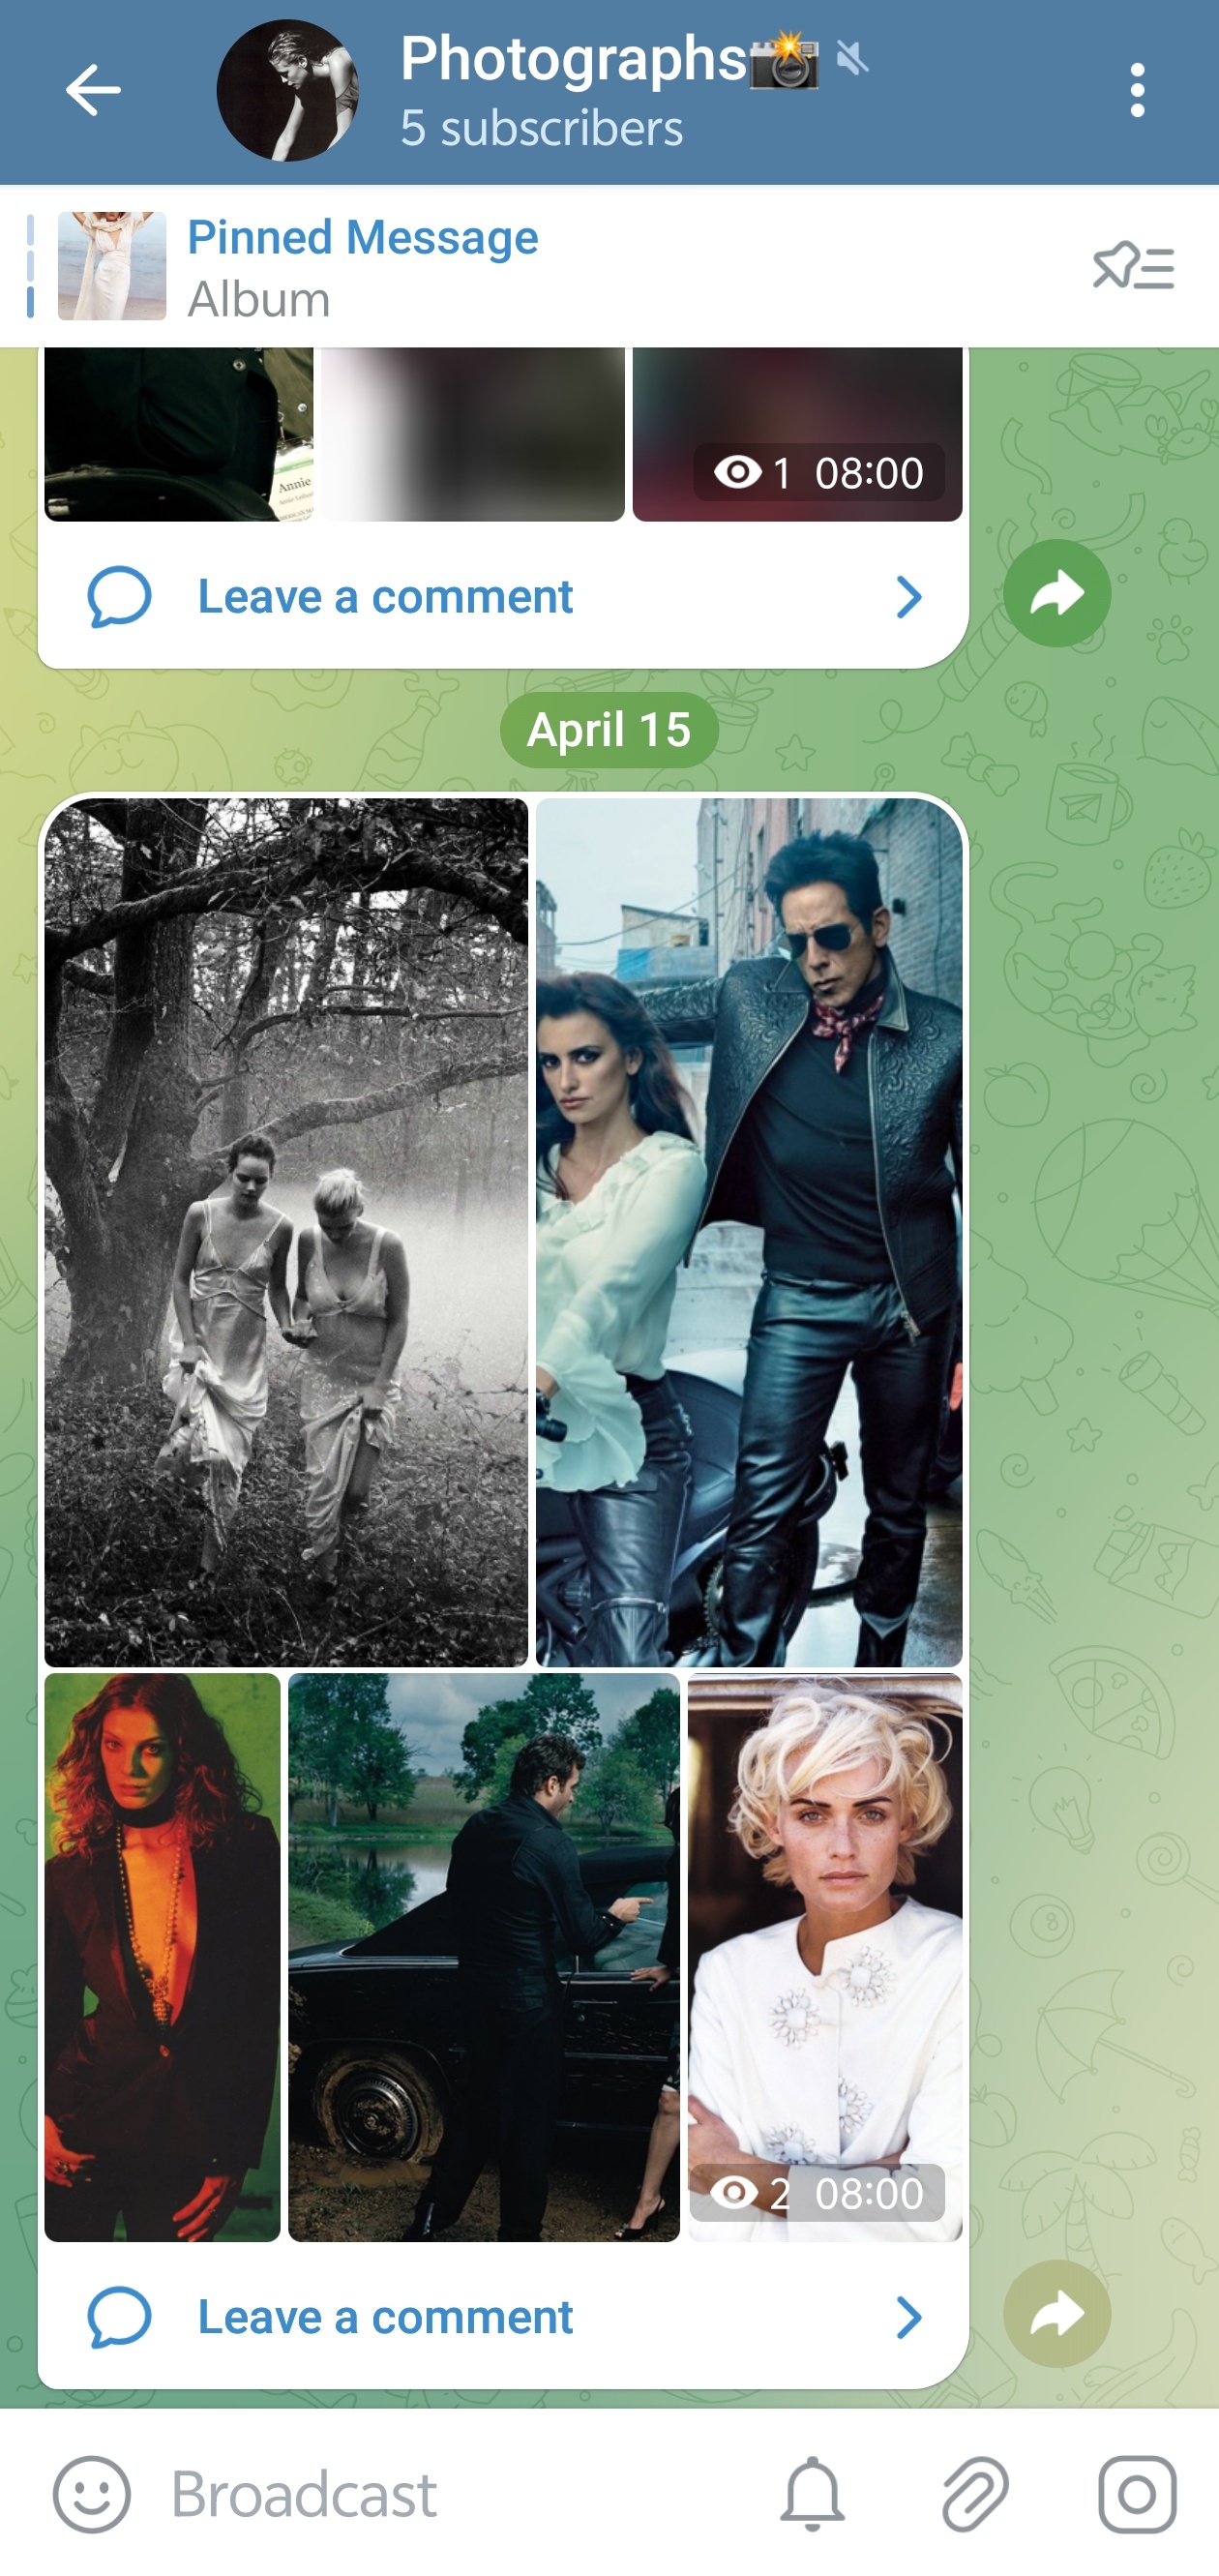 Photographs📸
5 subscribers
Pinned Message
Album
Annie
1 08:00
Leave a comment
April 15
2 08:00
Leave a comment
Broadcast